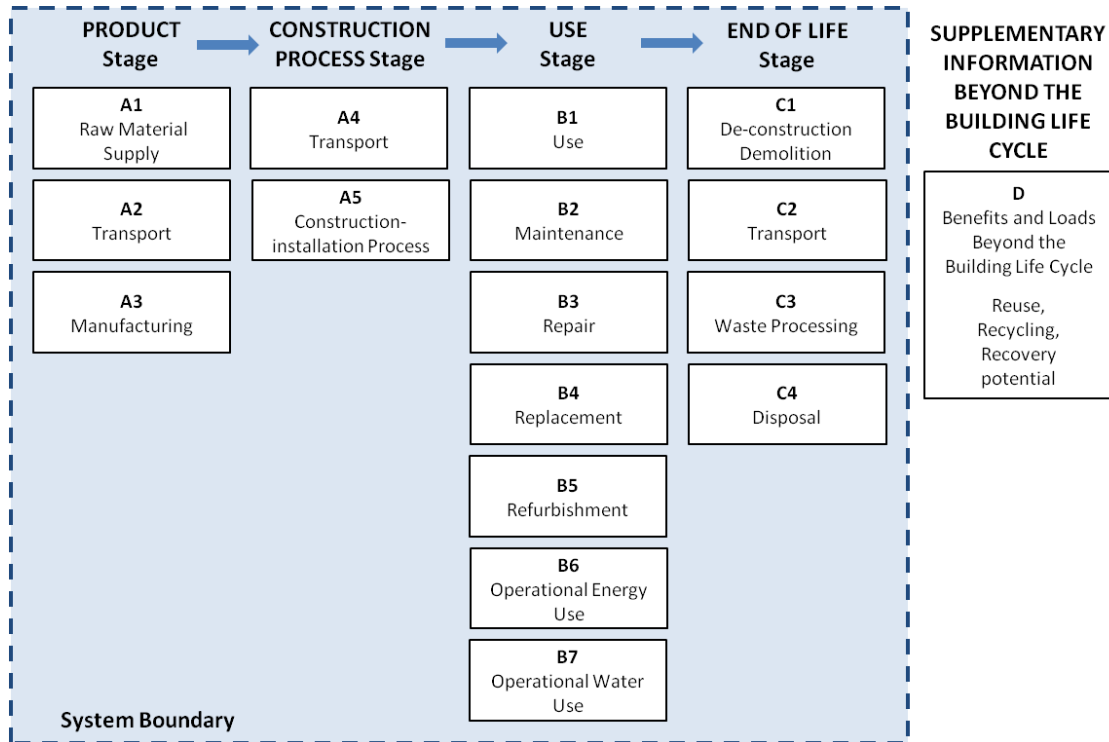 PRODUCT
Stage
CONSTRUCTION
PROCESS Stage
USE
Stage
END OF LIFE
Stage
SUPPLEMENTARY
INFORMATION
BEYOND THE
BUILDING LIFE
CYCLE
A1
Raw Material
Supply
A2
Transport
A3
Manufacturing
A4
Transport
A5
Construction-
installation Process
B1
Use
B2
Maintenance
B3
Repair
B4
Replacement
B5
Refurbishment
B6
Operational Energy
Use
B7
Operational Water
Use
C1
De-construction
Demolition
C2
Transport
C3
Waste Processing
C4
Disposal
D
Benefits and Loads
Beyond the
Building Life Cycle
Reuse,
Recycling,
Recovery
potential
System Boundary